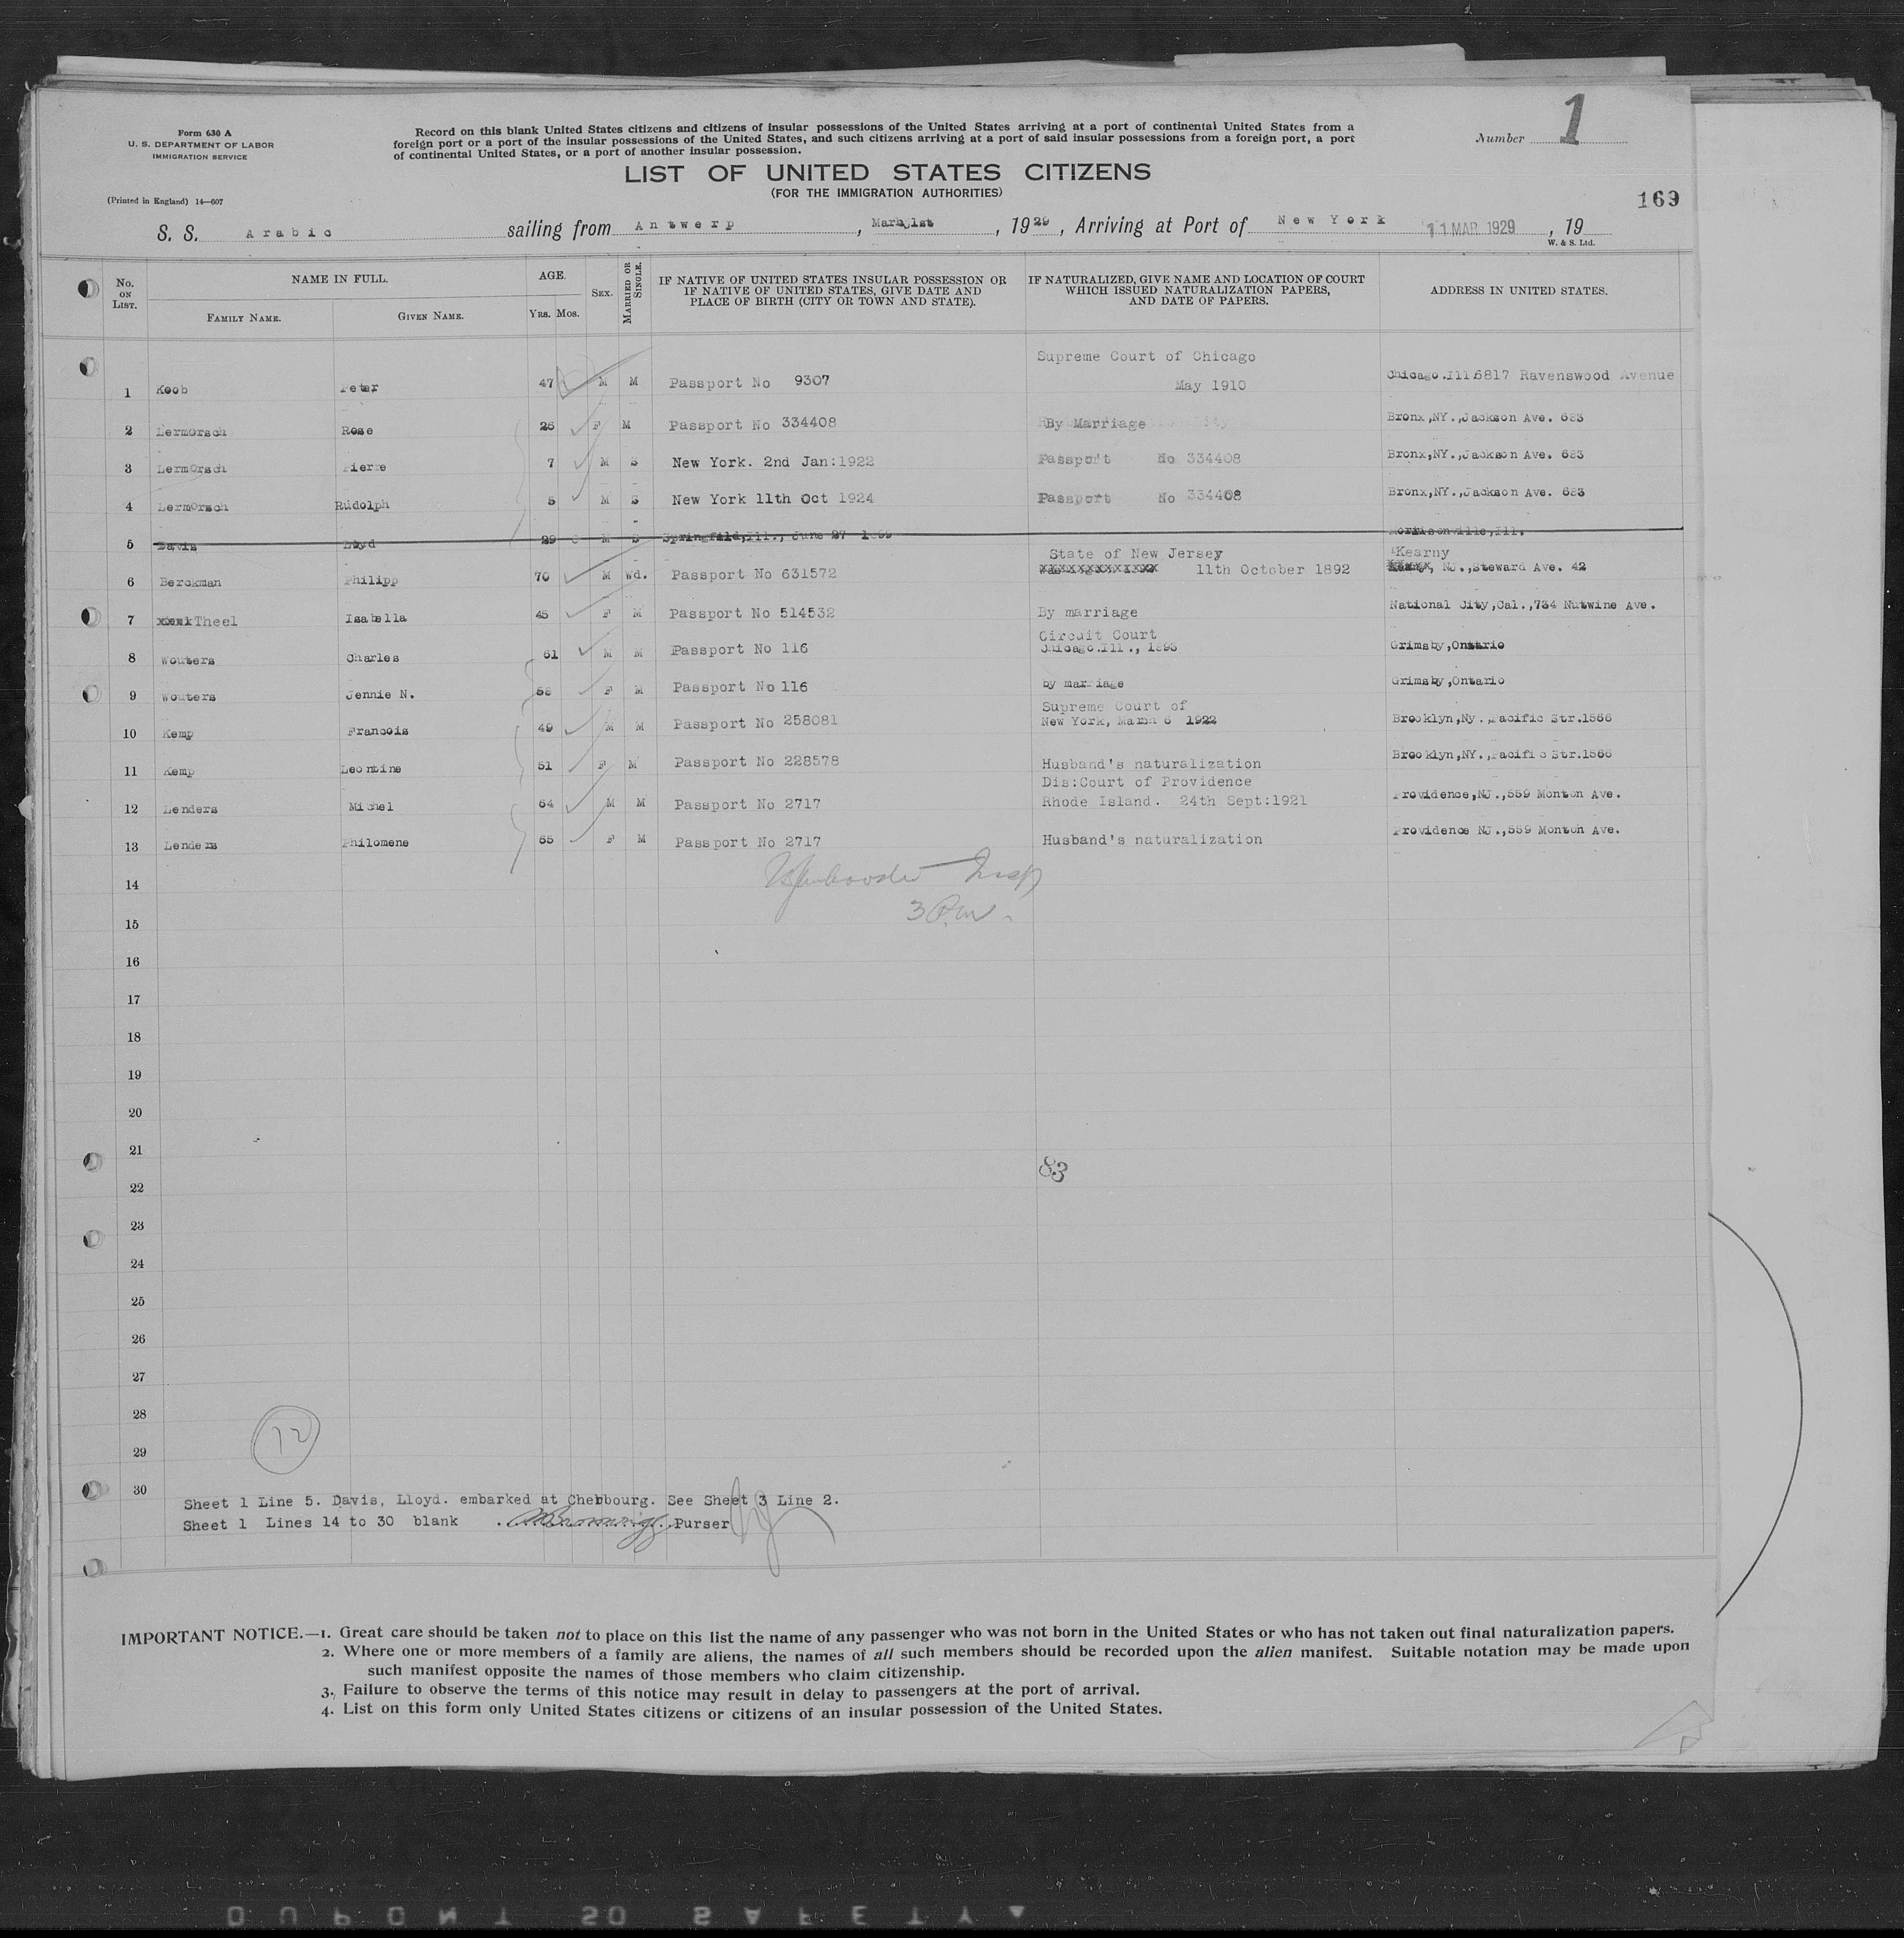 1
Form 630 A
U. S. DEPARTMENT OF LABOR
IMMIGRATION SERVICE
(Printed in England) 14—607
Record on this blank United States citizens and citizens of insular possessions of the United States arriving at a port of continental United States from a
foreign port or a port of the insular possessions of the United States, and such citizens arriving at a port of said insular possessions from a foreign port, a port
of continental United States, or a port of another insular possession.
Number
LIST OF UNITED STATES CITIZENS
(FOR THE IMMIGRATION AUTHORITIES)
169
S. S. Arabic sailing from Antwerp, 1st, 1929, Arriving at Port of New York 11 MAR 1929, 19
W. & S. Ltd.
No. ON LIST.
NAME IN FULL.
FAMILY NAME. GIVEN NAME.
AGE.
YRS. MOS.
SEX.
MARRIED OR SINGLE.
IF NATIVE OF UNITED STATES INSULAR POSSESSION OR
IF NATIVE OF UNITED STATES, GIVE DATE AND
PLACE OF BIRTH (CITY OR TOWN AND STATE).
IF NATURALIZED, GIVE NAME AND LOCATION OF COURT
WHICH ISSUED NATURALIZATION PAPERS,
AND DATE OF PAPERS.
ADDRESS IN UNITED STATES.
Supreme Court of Chicago
1 Koob Peter 47 M M Passport No 9307 May 1910 Chicago.Ill 5817 Ravenswood Avenue
2 Lermorsch Rose 26 F M Passport No 334408 By Marriage Bronx,NY.,Jackson Ave. 683
3 Lermorsch Pierre 7 M S New York. 2nd Jan:1922 Passport No 334408 Bronx,NY.,Jackson Ave. 683
4 Lermorsch Rudolph 5 M S New York 11th Oct 1924 Passport No 334408 Bronx,NY.,Jackson Ave. 683
5 Davis Lloyd 29 M S Springfild,Ill., June 27 1899 Morrisonville,Ill.
State of New Jersey Kearny
6 Berckman Philipp 70 M Wd. Passport No 631572 11th October 1892 NJ.,Steward Ave. 42
7 Theel Isabella 45 F M Passport No 514532 By marriage National City,Cal.,734 Nutwine Ave.
Circuit Court
8 Wouters Charles 61 M M Passport No 116 Chicago.Ill., Grimsby,Ontario
9 Wouters Jennie N. 58 F M Passport No 116 by marriage Grimsby,Ontario
Supreme Court of
10 Kemp Francois 49 M M Passport No 258081 New York, 6 1922 Brooklyn,Ny. Pacific Str.1566
11 Kemp Leontine 51 F M Passport No 228578 Husband's naturalization Brooklyn,NY.,Pacific Str.1566
Dis:Court of Providence
12 Lenders Michel 64 M M Passport No 2717 Rhode Island. 24th Sept:1921 Providence,NJ.,559 Monton Ave.
13 Lenders Philomene 65 F M Passport No 2717 Husband's naturalization Providence NJ.,559 Monton Ave.
14
3 P.M.
15
16
17
18
19
20
21
83
22
23
24
25
26
27
28
12
29
30
Sheet 1 Line 5. Davis, Lloyd. embarked at Cherbourg. See Sheet 3 Line 2.
Sheet 1 Lines 14 to 30 blank Purser
IMPORTANT NOTICE.—1. Great care should be taken not to place on this list the name of any passenger who was not born in the United States or who has not taken out final naturalization papers.
2. Where one or more members of a family are aliens, the names of all such members should be recorded upon the alien manifest. Suitable notation may be made upon
such manifest opposite the names of those members who claim citizenship.
3. Failure to observe the terms of this notice may result in delay to passengers at the port of arrival.
4. List on this form only United States citizens or citizens of an insular possession of the United States.
DUPONT SO SAFETY